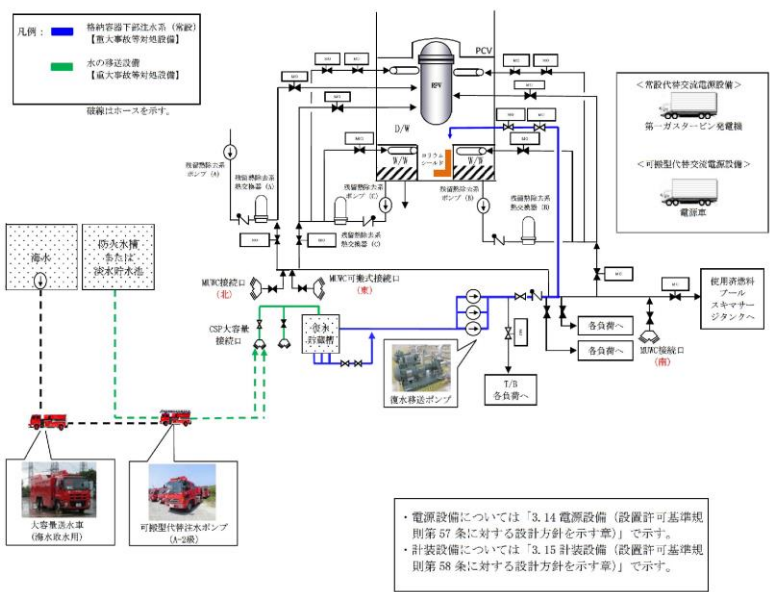 凡例：
格納容器下部注水系（常設）
【重大事故等対処設備】
水の移送設備
【重大事故等対処設備】
破線はホースを示す。
PCV
RPV
D/W
W/W
W/W
コリウム
シールド
残留熱除去系
ポンプ（A）
残留熱除去系
熱交換器（A）
残留熱除去系
ポンプ（C）
残留熱除去系
熱交換器（C）
残留熱除去系
ポンプ（B）
残留熱除去系
熱交換器（B）
＜常設代替交流電源設備＞
第一ガスタービン発電機
＜可搬型代替交流電源設備＞
電源車
海水
防火水槽
または
淡水貯水池
MUWC接続口
（北）
MUWC可搬式接続口
（東）
CSP大容量
接続口
復水
貯蔵槽
復水移送ポンプ
T/B
各負荷へ
各負荷へ
各負荷へ
MUWC接続口
（南）
使用済燃料
プール
スキマサー
ジタンクへ
大容量送水車
（海水取水用）
可搬型代替注水ポンプ
（A-2級）
・電源設備については「3.14 電源設備（設置許可基準規
則第 57 条に対する設計方針を示す章）」で示す。
・計装設備については「3.15 計装設備（設置許可基準規
則第 58 条に対する設計方針を示す章）」で示す。